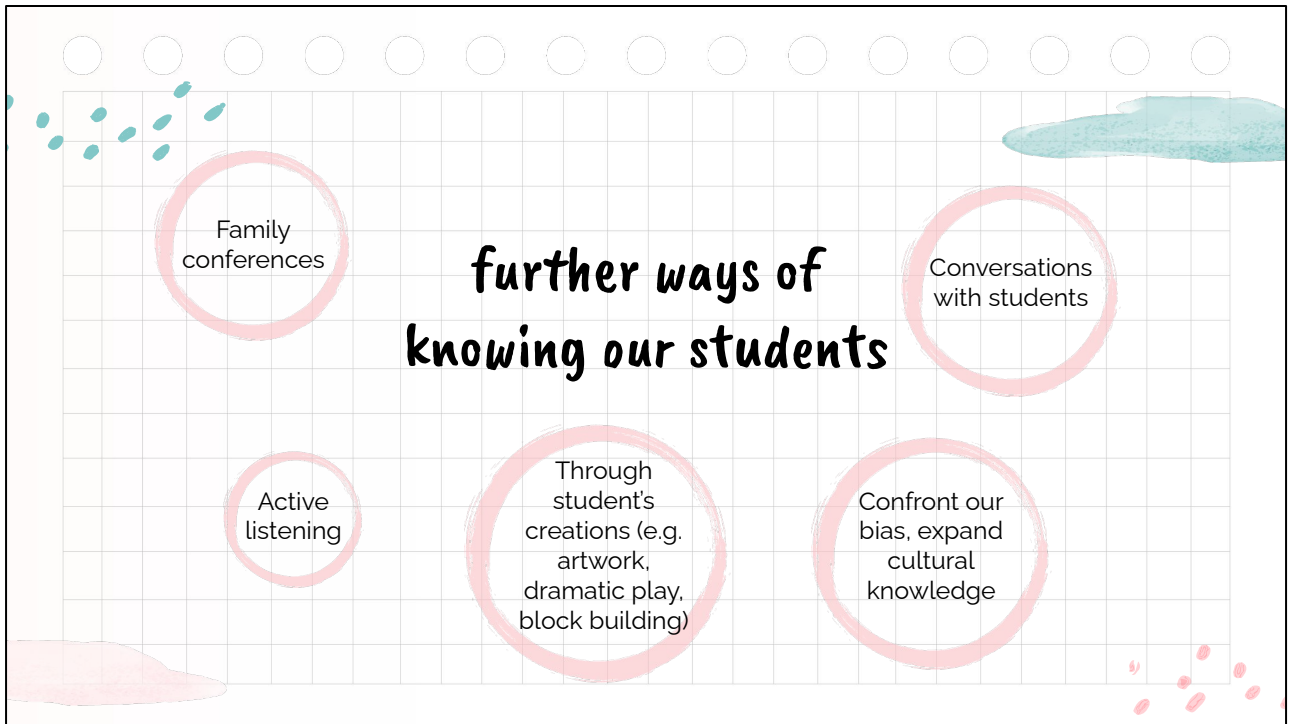 Family
conferences
further ways of
knowing our students
Conversations
with students
Active
listening
Through
student's
creations (e.g.
artwork,
dramatic play,
block building)
Confront our
bias, expand
cultural
knowledge